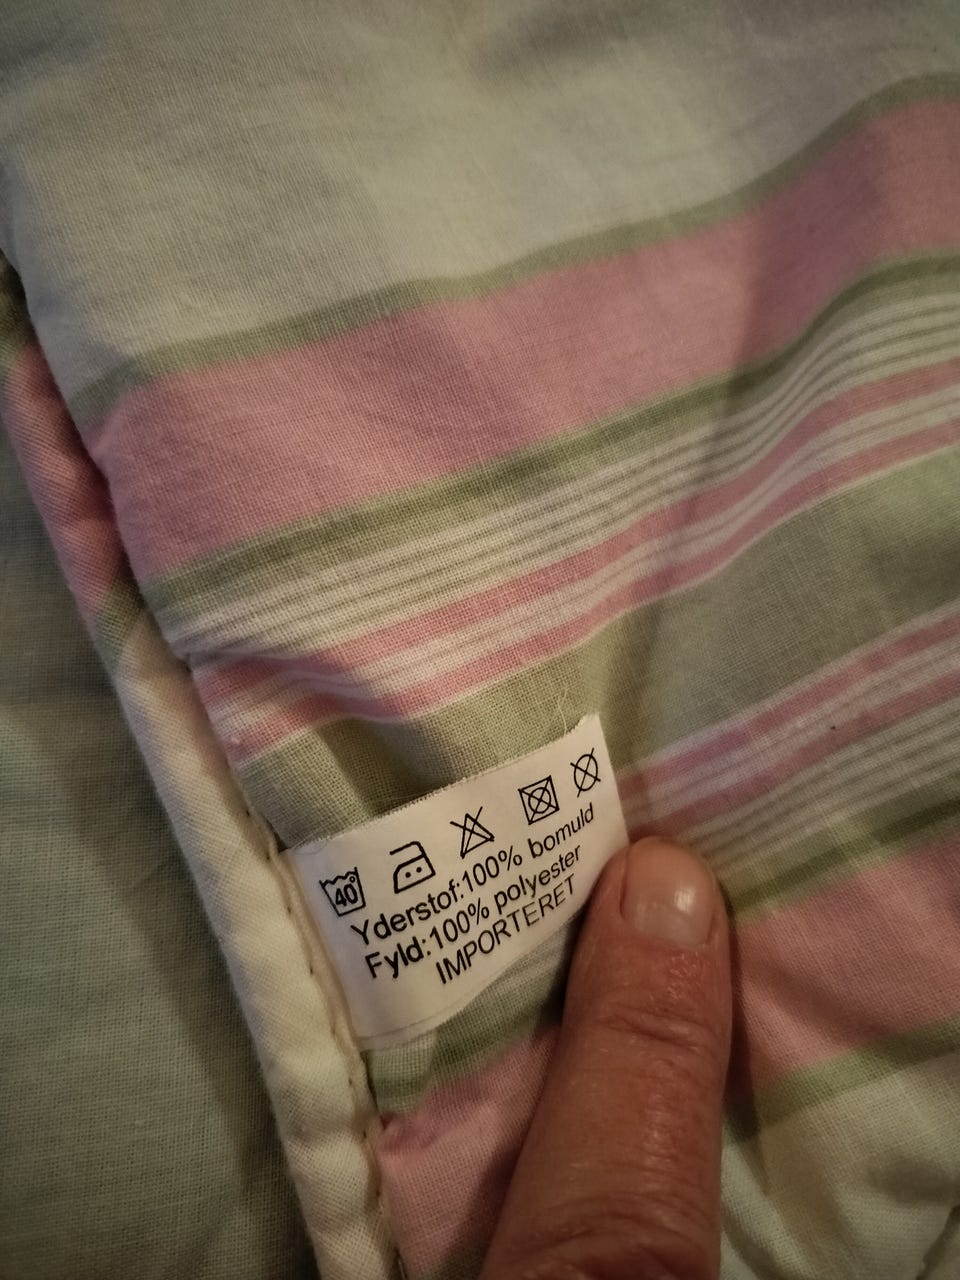 40°
Yderstof:100% bomuld
Fyld:100% polyester
IMPORTERET